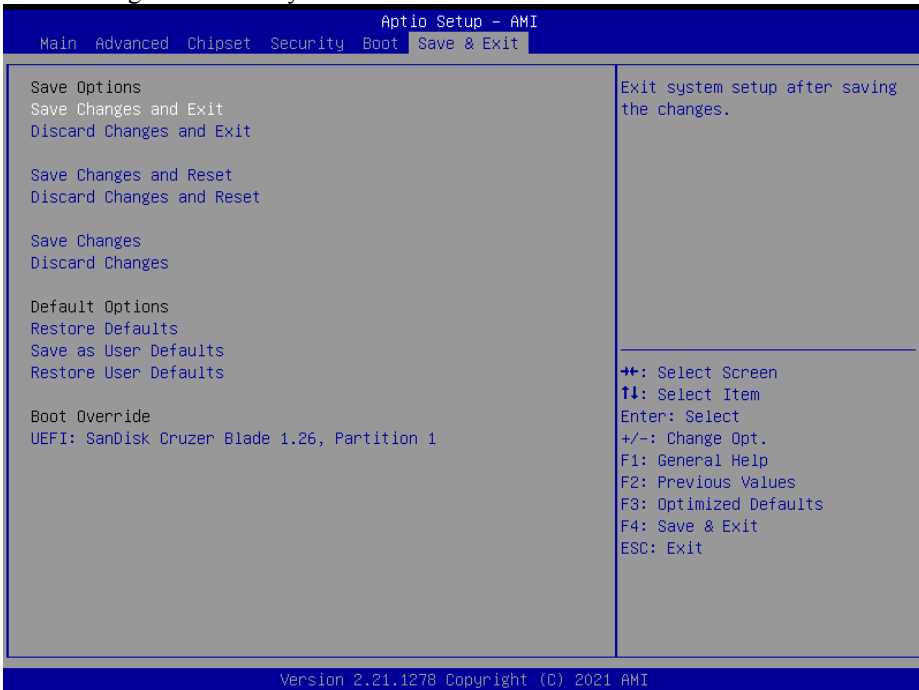 Aptio Setup – AMI
Main Advanced Chipset Security Boot Save & Exit
Save Options
Save Changes and Exit
Discard Changes and Exit
Save Changes and Reset
Discard Changes and Reset
Save Changes
Discard Changes
Default Options
Restore Defaults
Save as User Defaults
Restore User Defaults
Boot Override
UEFI: SanDisk Cruzer Blade 1.26, Partition 1
Exit system setup after saving
the changes.
→←: Select Screen
↑↓: Select Item
Enter: Select
+/-: Change Opt.
F1: General Help
F2: Previous Values
F3: Optimized Defaults
F4: Save & Exit
ESC: Exit
Version 2.21.1278 Copyright (C) 2021 AMI